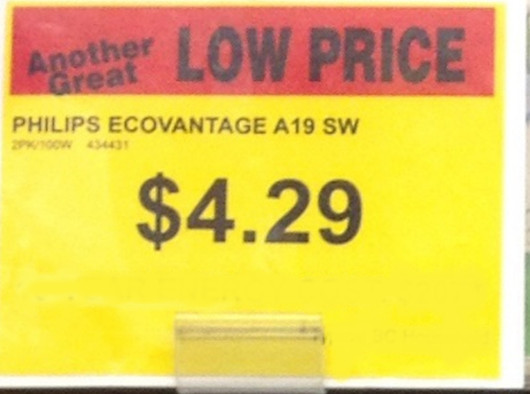 Another Great LOW PRICE
PHILIPS ECOVANTAGE A19 SW
2PK/100W 434431
$4.29